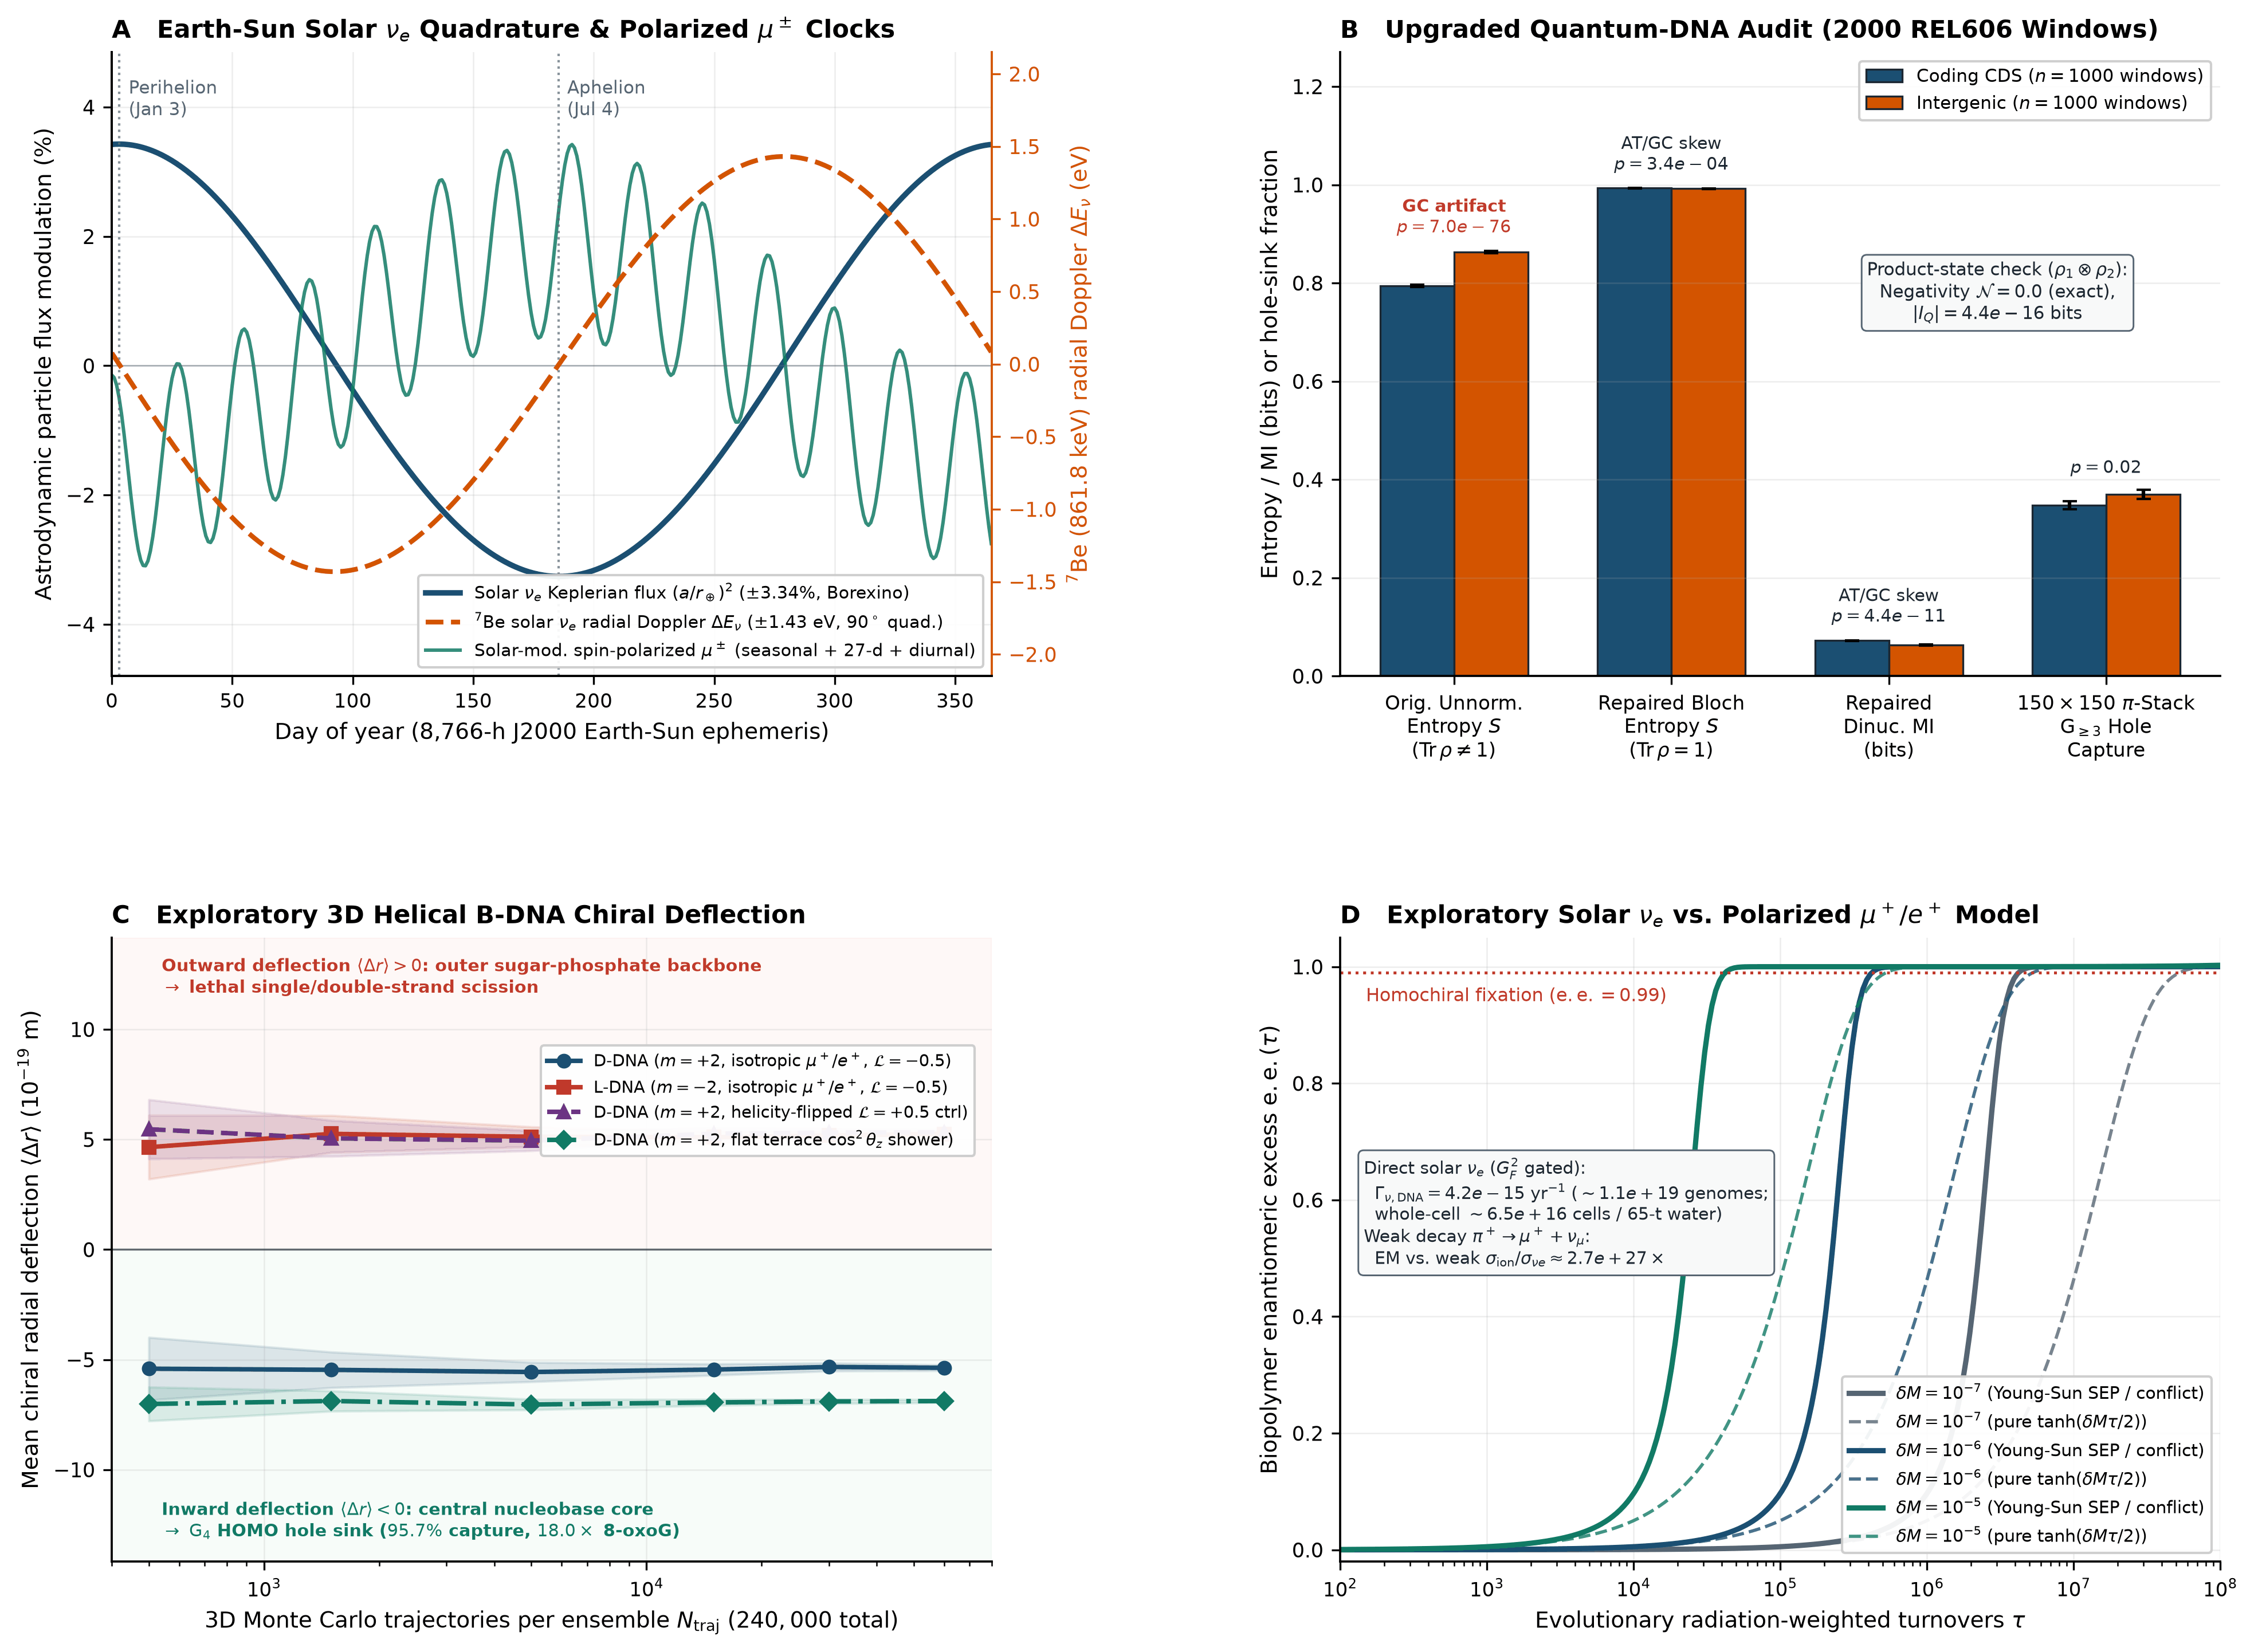 A Earth-Sun Solar νₑ Quadrature & Polarized μ± Clocks
Perihelion
(Jan 3)
Aphelion
(Jul 4)
4
2
0
−2
−4
Astrodynamic particle flux modulation (%)
2.0
1.5
1.0
0.5
0.0
−0.5
−1.0
−1.5
−2.0
⁷Be (861.8 keV) radial Doppler ΔE_ν (eV)
Solar νₑ Keplerian flux (a/r_⊕)² (±3.34%, Borexino)
⁷Be solar νₑ radial Doppler ΔE_ν (±1.43 eV, 90° quad.)
Solar-mod. spin-polarized μ± (seasonal + 27-d + diurnal)
0 50 100 150 200 250 300 350
Day of year (8,766-h J2000 Earth-Sun ephemeris)
B Upgraded Quantum-DNA Audit (2000 REL606 Windows)
Coding CDS (n = 1000 windows)
Intergenic (n = 1000 windows)
1.2
1.0
0.8
0.6
0.4
0.2
0.0
Entropy / MI (bits) or hole-sink fraction
GC artifact
p = 7.0e − 76
AT/GC skew
p = 3.4e − 04
Product-state check (ρ₁ ⊗ ρ₂):
Negativity 𝒩 = 0.0 (exact),
|I_Q| = 4.4e − 16 bits
AT/GC skew
p = 4.4e − 11
p = 0.02
Orig. Unnorm.
Entropy S
(Tr ρ ≠ 1)
Repaired Bloch
Entropy S
(Tr ρ = 1)
Repaired
Dinuc. MI
(bits)
150 × 150 π-Stack
G≥3 Hole
Capture
C Exploratory 3D Helical B-DNA Chiral Deflection
Outward deflection ⟨Δr⟩ > 0: outer sugar-phosphate backbone
→ lethal single/double-strand scission
10
5
0
−5
−10
Mean chiral radial deflection ⟨Δr⟩ (10⁻¹⁹ m)
D-DNA (m = +2, isotropic μ⁺/e⁺, ℒ = −0.5)
L-DNA (m = −2, isotropic μ⁺/e⁺, ℒ = −0.5)
D-DNA (m = +2, helicity-flipped ℒ = +0.5 ctrl)
D-DNA (m = +2, flat terrace cos² θ_z shower)
Inward deflection ⟨Δr⟩ < 0: central nucleobase core
→ G₄ HOMO hole sink (95.7% capture, 18.0 × 8-oxoG)
10³ 10⁴
3D Monte Carlo trajectories per ensemble N_traj (240,000 total)
D Exploratory Solar νₑ vs. Polarized μ⁺/e⁺ Model
1.0
0.8
0.6
0.4
0.2
0.0
Biopolymer enantiomeric excess e. e. (τ)
Homochiral fixation (e. e. = 0.99)
Direct solar νₑ (G_F² gated):
Γ_ν,DNA = 4.2e − 15 yr⁻¹ (∼ 1.1e + 19 genomes;
whole-cell ∼ 6.5e + 16 cells / 65-t water)
Weak decay π⁺ → μ⁺ + ν_μ:
EM vs. weak σ_ion/σ_νe ≈ 2.7e + 27 ×
δM = 10⁻⁷ (Young-Sun SEP / conflict)
δM = 10⁻⁷ (pure tanh(δMτ/2))
δM = 10⁻⁶ (Young-Sun SEP / conflict)
δM = 10⁻⁶ (pure tanh(δMτ/2))
δM = 10⁻⁵ (Young-Sun SEP / conflict)
δM = 10⁻⁵ (pure tanh(δMτ/2))
10² 10³ 10⁴ 10⁵ 10⁶ 10⁷ 10⁸
Evolutionary radiation-weighted turnovers τ